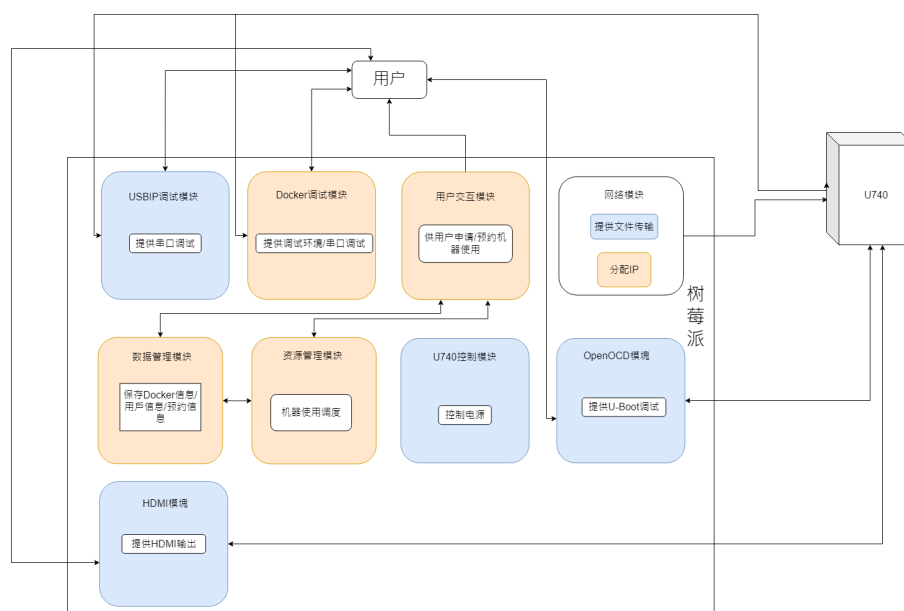 用户
USBIP调试模块
提供串口调试
Docker调试模块
提供调试环境/串口调试
用户交互模块
供用户申请/预约机
器使用
网络模块
提供文件传输
分配IP
U740
树
莓
派
数据管理模块
保存Docker信息/
用戶信息/预约信
息
资源管理模块
机器使用调度
U740控制模块
控制电源
OpenOCD模塊
提供U-Boot调试
HDMI模塊
提供HDMI输出